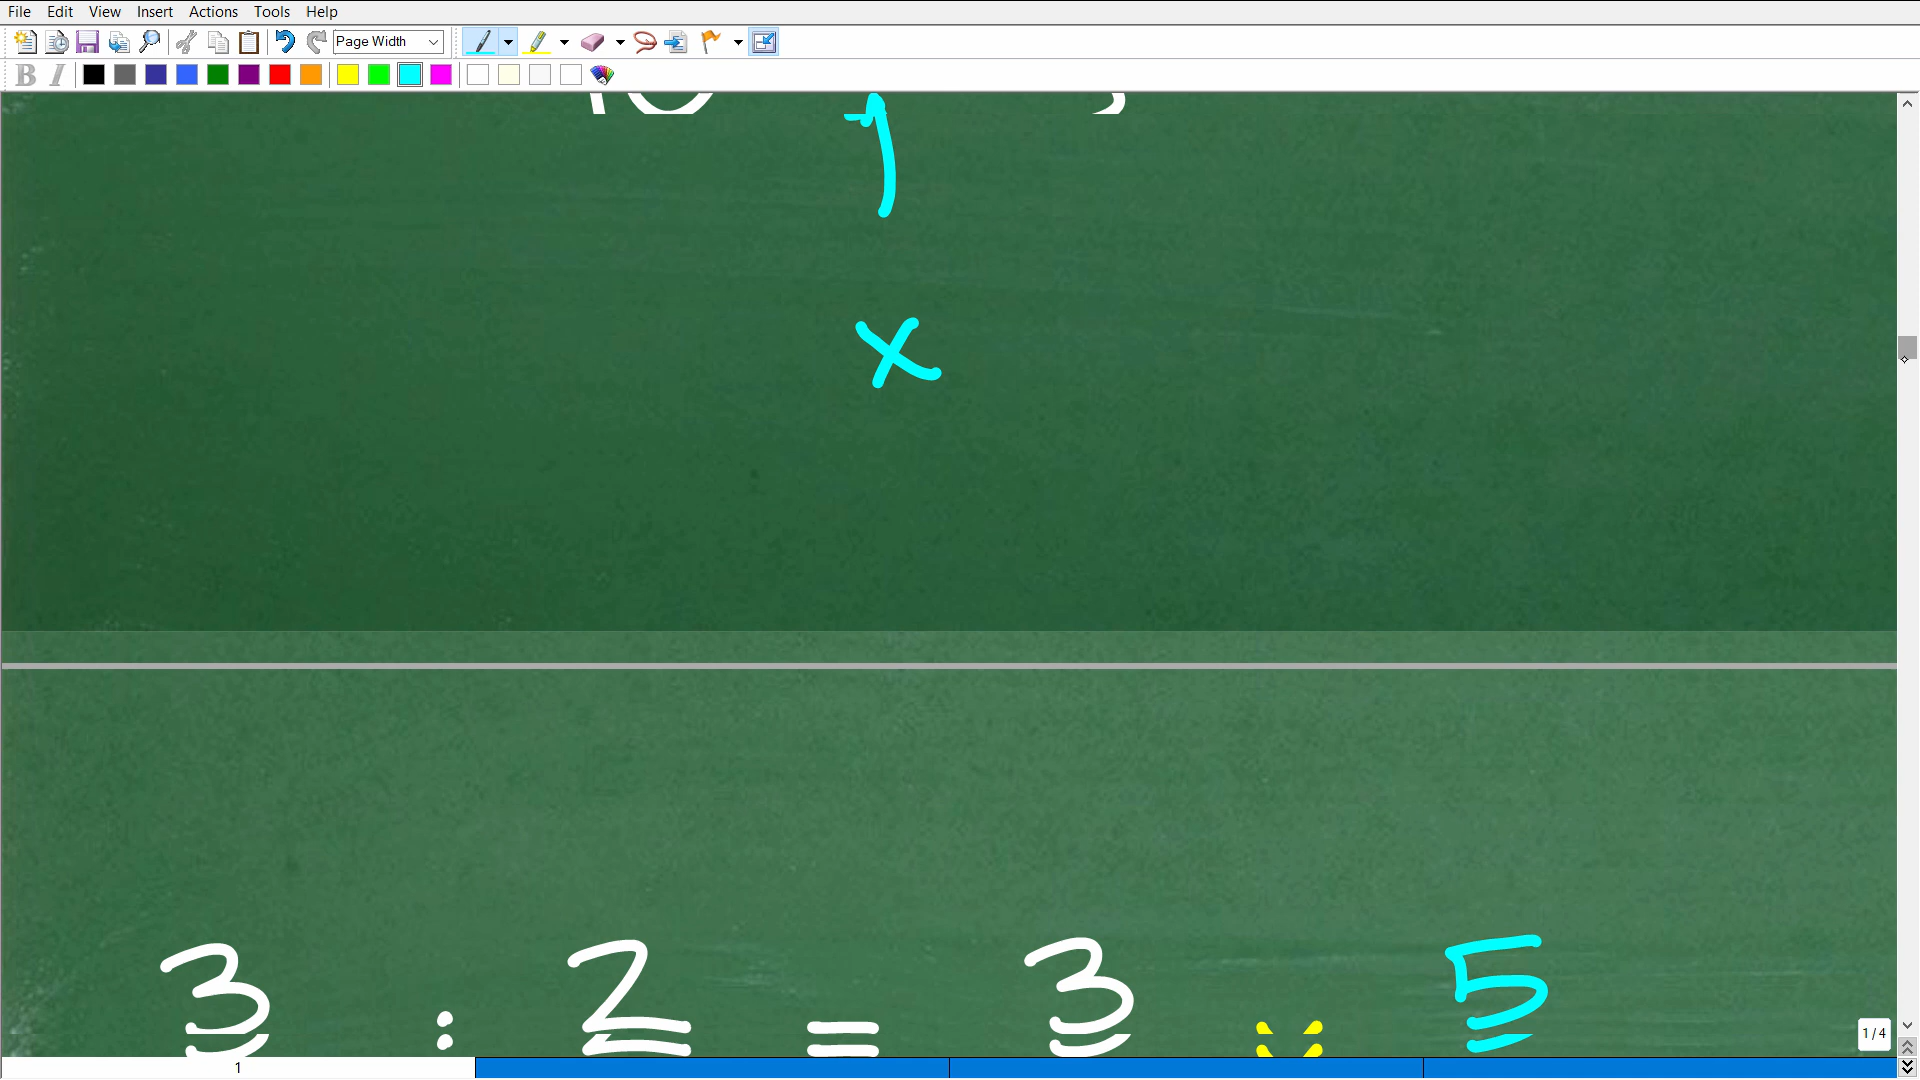 File Edit View Insert Actions Tools Help
Page Width
B I
x
3 : 2 = 3 5
1 / 4
1